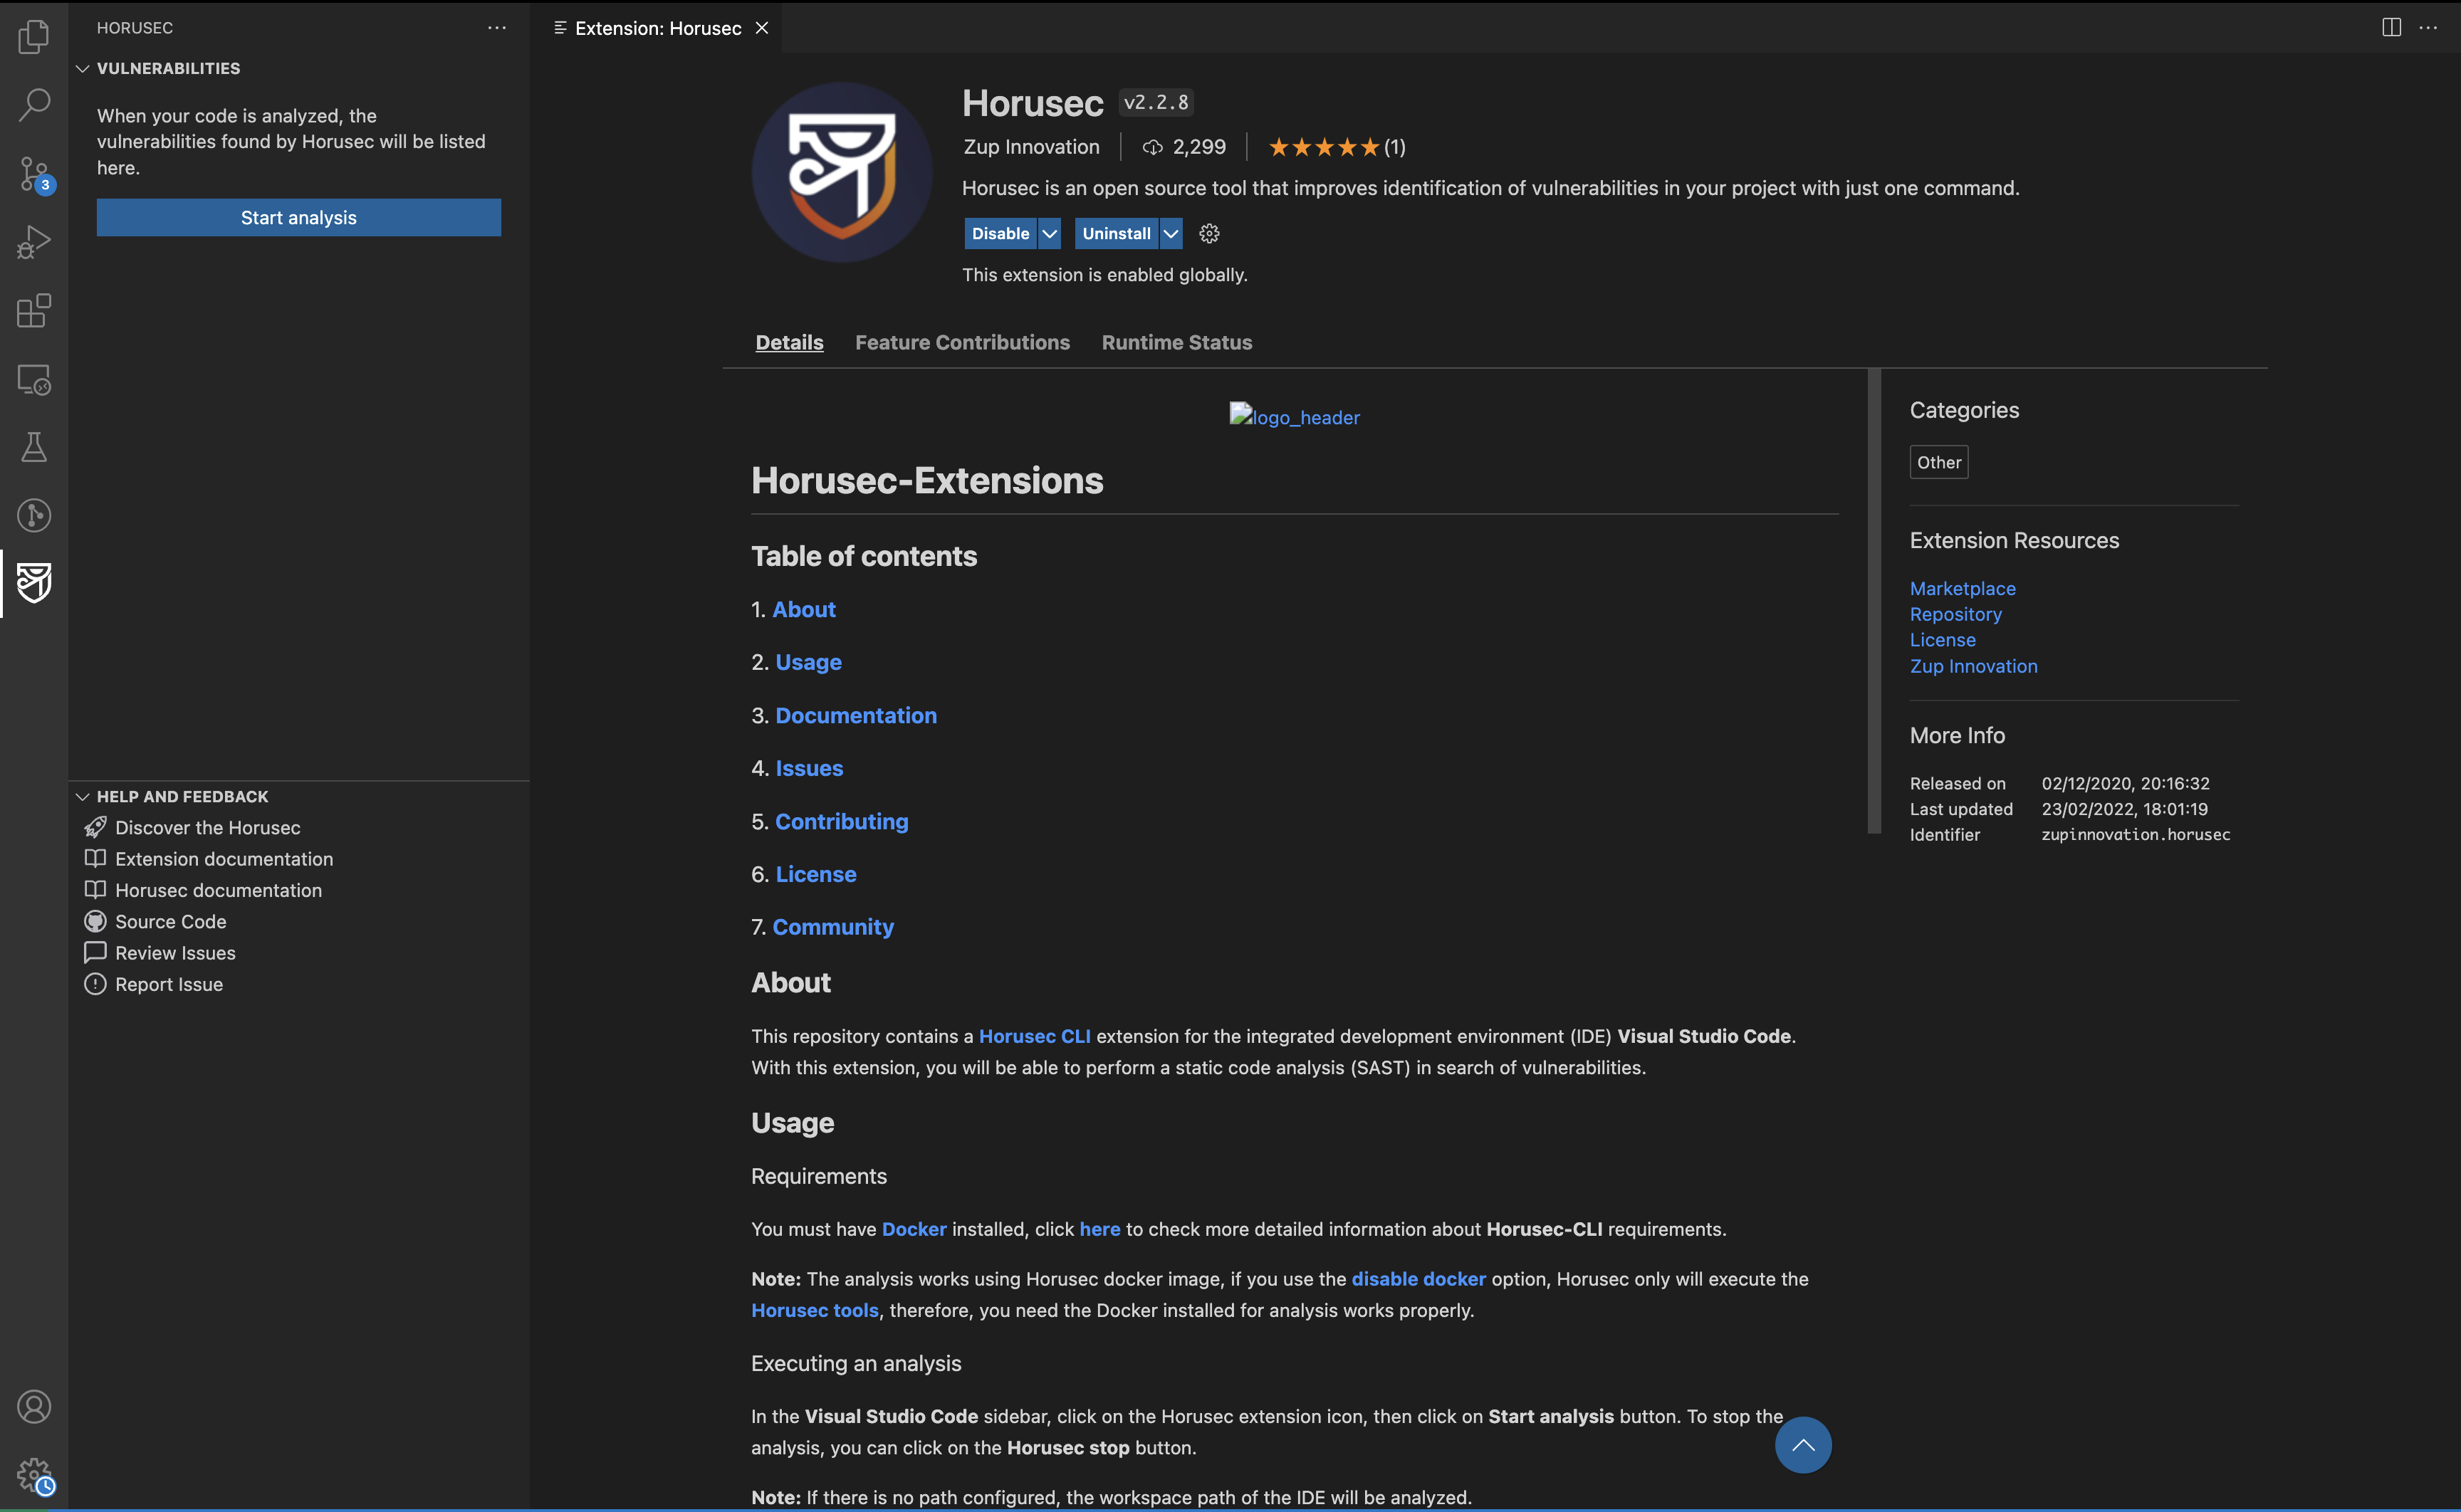 HORUSEC
VULNERABILITIES
When your code is analyzed, the
vulnerabilities found by Horusec will be listed
here.
Start analysis
3
HELP AND FEEDBACK
Discover the Horusec
Extension documentation
Horusec documentation
Source Code
Review Issues
Report Issue
Extension: Horusec
Horusec v2.2.8
Zup Innovation 2,299 (1)
Horusec is an open source tool that improves identification of vulnerabilities in your project with just one command.
Disable Uninstall
This extension is enabled globally.
Details Feature Contributions Runtime Status
logo_header
Horusec-Extensions
Table of contents
1. About
2. Usage
3. Documentation
4. Issues
5. Contributing
6. License
7. Community
About
This repository contains a Horusec CLI extension for the integrated development environment (IDE) Visual Studio Code.
With this extension, you will be able to perform a static code analysis (SAST) in search of vulnerabilities.
Usage
Requirements
You must have Docker installed, click here to check more detailed information about Horusec-CLI requirements.
Note: The analysis works using Horusec docker image, if you use the disable docker option, Horusec only will execute the
Horusec tools, therefore, you need the Docker installed for analysis works properly.
Executing an analysis
In the Visual Studio Code sidebar, click on the Horusec extension icon, then click on Start analysis button. To stop the
analysis, you can click on the Horusec stop button.
Note: If there is no path configured, the workspace path of the IDE will be analyzed.
Categories
Other
Extension Resources
Marketplace
Repository
License
Zup Innovation
More Info
Released on 02/12/2020, 20:16:32
Last updated 23/02/2022, 18:01:19
Identifier zupinnovation.horusec